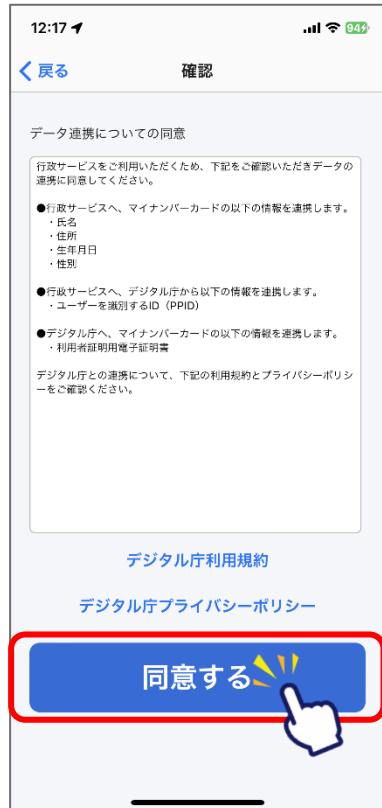 12:17
94
戻る
確認
データ連携についての同意
行政サービスをご利用いただくため、下記をご確認いただきデータの
連携に同意してください。
●行政サービスへ、マイナンバーカードの以下の情報を連携します。
・氏名
・住所
・生年月日
・性別
●行政サービスへ、デジタル庁から以下の情報を連携します。
・ユーザーを識別するID（PPID）
●デジタル庁へ、マイナンバーカードの以下の情報を連携します。
・利用者証明用電子証明書
デジタル庁との連携について、下記の利用規約とプライバシーポリシ
ーをご確認ください。
デジタル庁利用規約
デジタル庁プライバシーポリシー
同意する